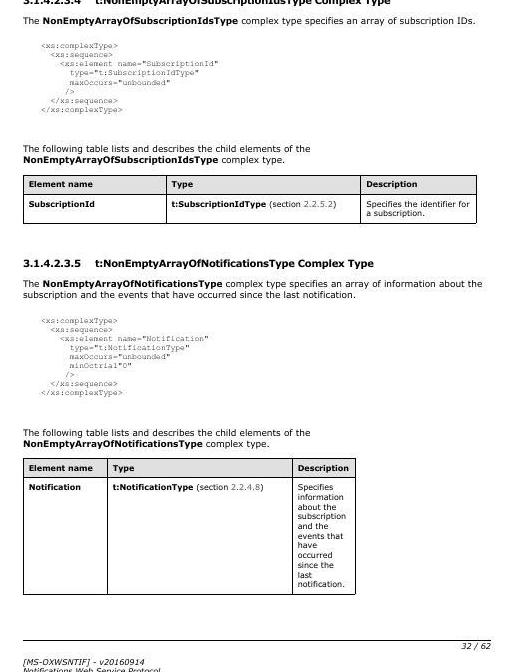 3.1.4.2.3.4 t:NonEmptyArrayOfSubscriptionIdsType Complex Type
The NonEmptyArrayOfSubscriptionIdsType complex type specifies an array of subscription IDs.
<xs:complexType>
<xs:sequence>
<xs:element name="SubscriptionId"
type="t:SubscriptionIdType"
maxOccurs="unbounded"
/>
</xs:sequence>
</xs:complexType>
The following table lists and describes the child elements of the
NonEmptyArrayOfSubscriptionIdsType complex type.
Element name Type Description
SubscriptionId t:SubscriptionIdType (section 2.2.5.2) Specifies the identifier for
a subscription.
3.1.4.2.3.5 t:NonEmptyArrayOfNotificationsType Complex Type
The NonEmptyArrayOfNotificationsType complex type specifies an array of information about the
subscription and the events that have occurred since the last notification.
<xs:complexType>
<xs:sequence>
<xs:element name="Notification"
type="t:NotificationType"
maxOccurs="unbounded"
minOctrial"0"
/>
</xs:sequence>
</xs:complexType>
The following table lists and describes the child elements of the
NonEmptyArrayOfNotificationsType complex type.
Element name Type Description
Notification t:NotificationType (section 2.2.4.8) Specifies
information
about the
subscription
and the
events that
have
occurred
since the
last
notification.
32 / 62
[MS-OXWSNTIF] - v20160914
Notifications Web Service Protocol